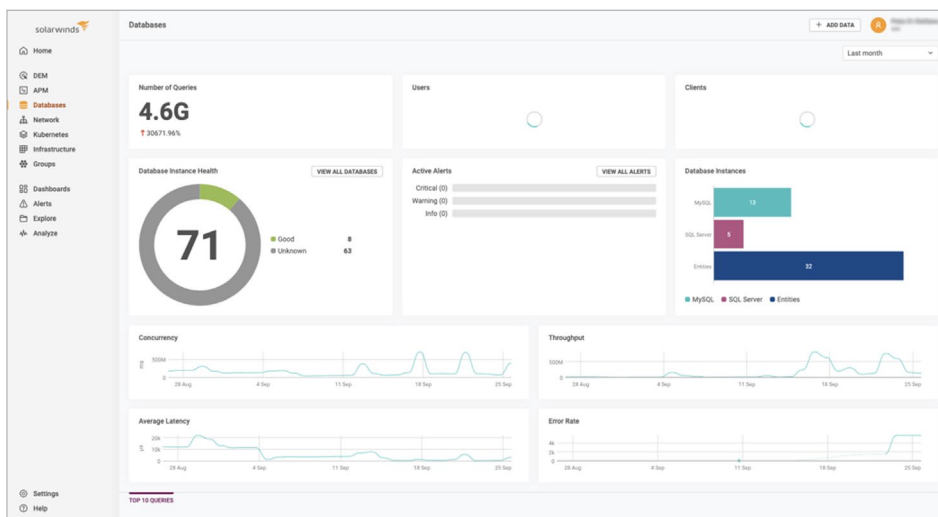 solarwinds
Home
DEM
APM
Databases
Network
Kubernetes
Infrastructure
Groups
Dashboards
Alerts
Explore
Analyze
Settings
Help
Databases
+ ADD DATA
A
Last month
Number of Queries
4.6G
↑ 30671.96%
Users
Clients
Database Instance Health
VIEW ALL DATABASES
71
Good 8
Unknown 63
Active Alerts
VIEW ALL ALERTS
Critical (0)
Warning (0)
Info (0)
Database Instances
MySQL 13
SQL Server 5
Entities 32
MySQL SQL Server Entities
Concurrency
500M
0
28 Aug 4 Sep 11 Sep 18 Sep 25 Sep
Throughput
500M
0
28 Aug 4 Sep 11 Sep 18 Sep 25 Sep
Average Latency
20k
10k
0
28 Aug 4 Sep 11 Sep 18 Sep 25 Sep
Error Rate
4k
2k
0
28 Aug 4 Sep 11 Sep 18 Sep 25 Sep
TOP 10 QUERIES